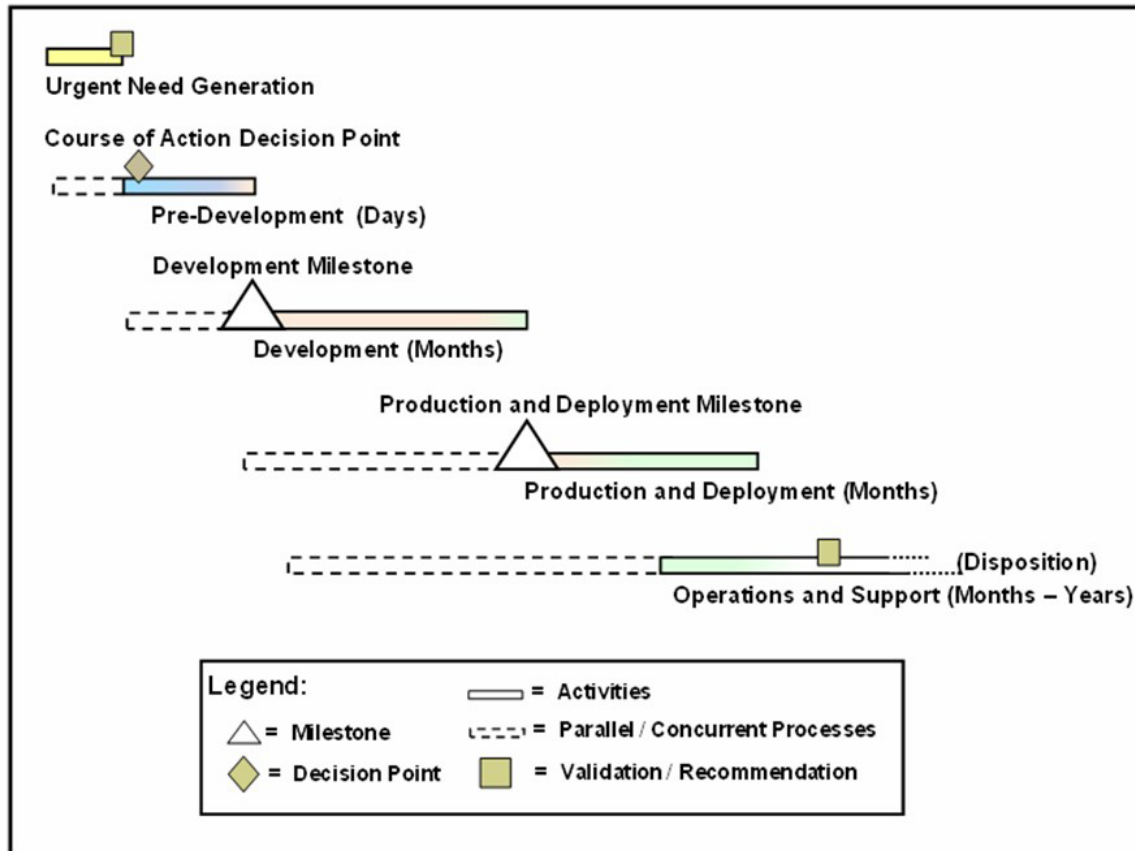 Urgent Need Generation
Course of Action Decision Point
Pre-Development (Days)
Development Milestone
Development (Months)
Production and Deployment Milestone
Production and Deployment (Months)
(Disposition)
Operations and Support (Months – Years)
Legend:
= Activities
= Milestone
= Parallel / Concurrent Processes
= Decision Point
= Validation / Recommendation